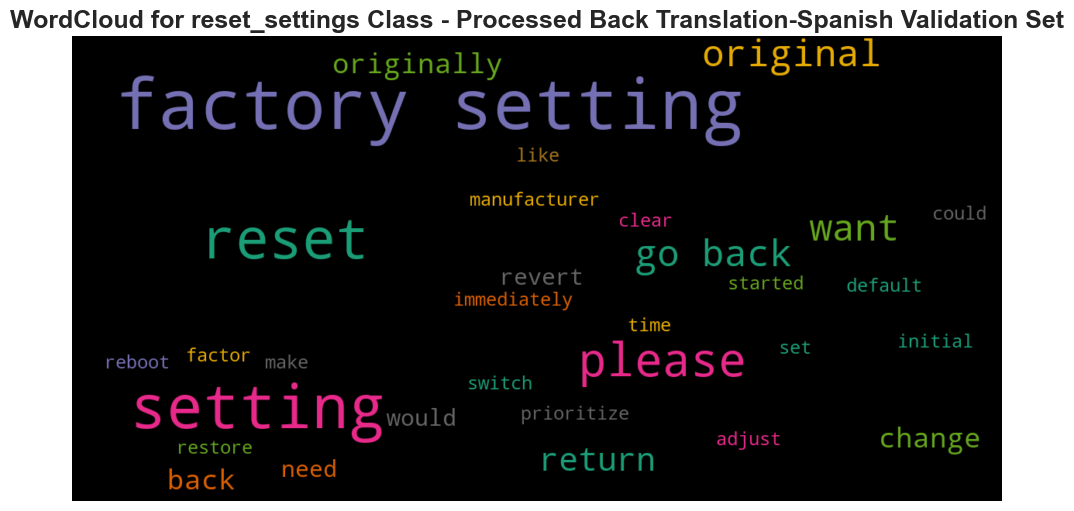 WordCloud for reset_settings Class - Processed Back Translation-Spanish Validation Set
originally
original
factory setting
like
manufacturer
clear
could
reset
want
go back
revert
started
default
immediately
time
reboot
factor
make
please
set
initial
switch
setting
would
prioritize
restore
adjust
change
back
need
return